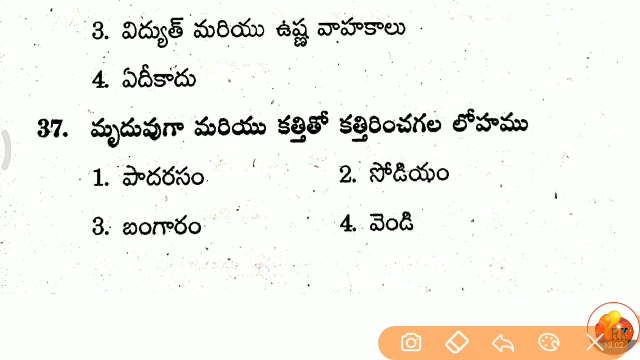 3. విద్యుత్ మరియు ఉష్ణ వాహకాలు
4. ఏదీకాదు
37. మృదువుగా మరియు కత్తితో కత్తిరించగల లోహము
1. పాదరసం 2. సోడియం
3. బంగారం 4. వెండి